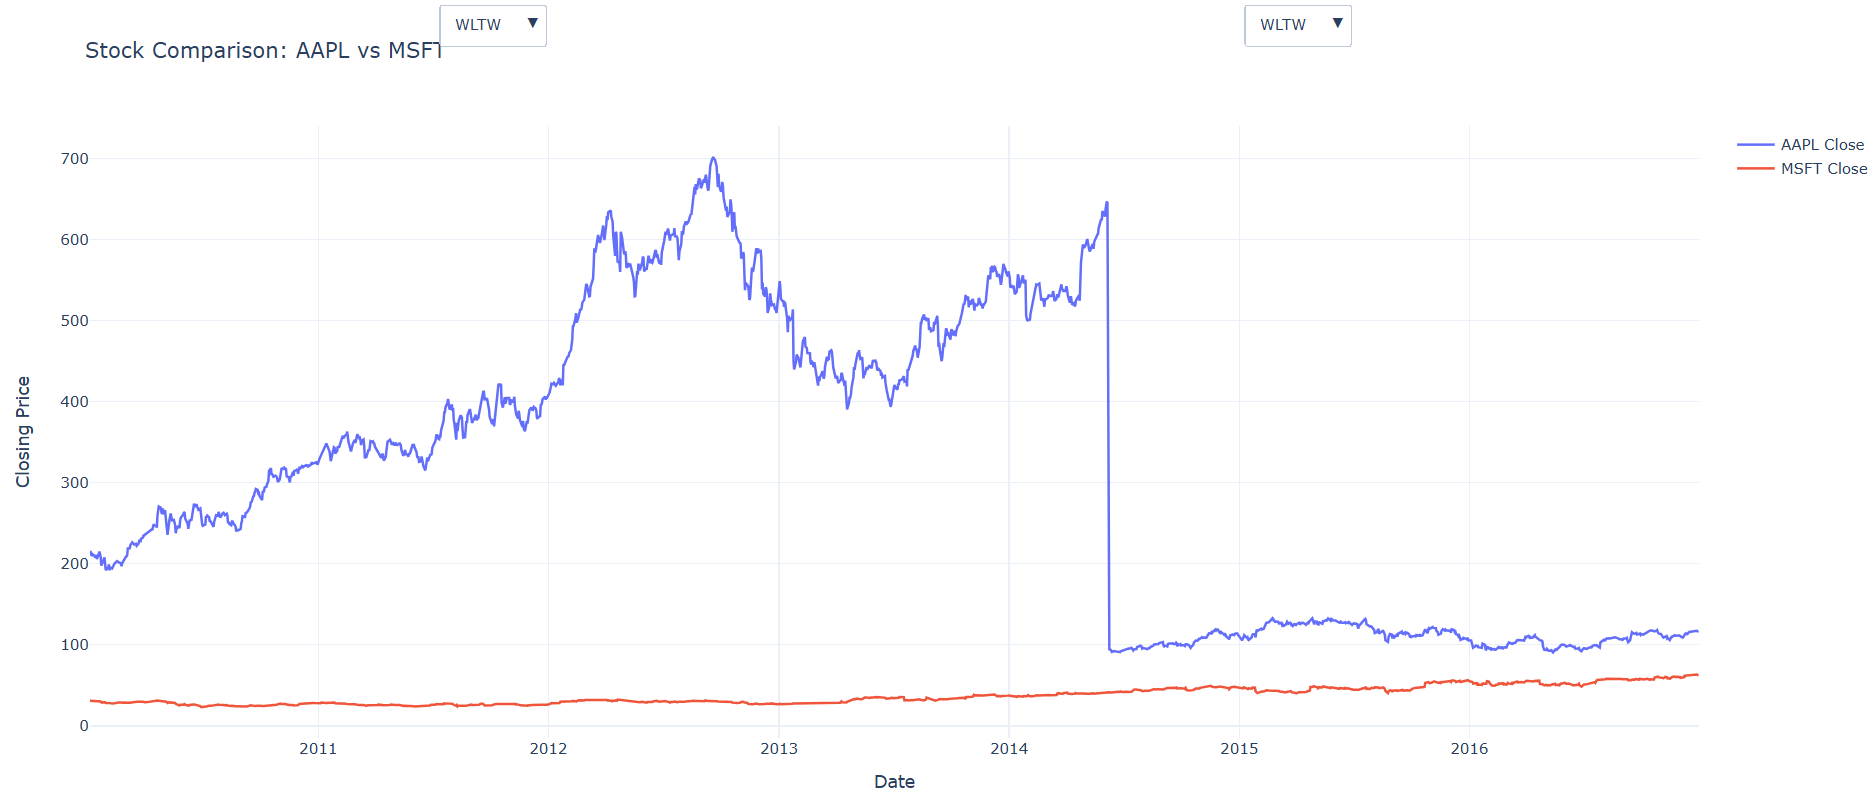 WLTW ▼
WLTW ▼
Stock Comparison: AAPL vs MSFT
AAPL Close
MSFT Close
700
600
500
400
300
200
100
0
Closing Price
2011 2012 2013 2014 2015 2016
Date